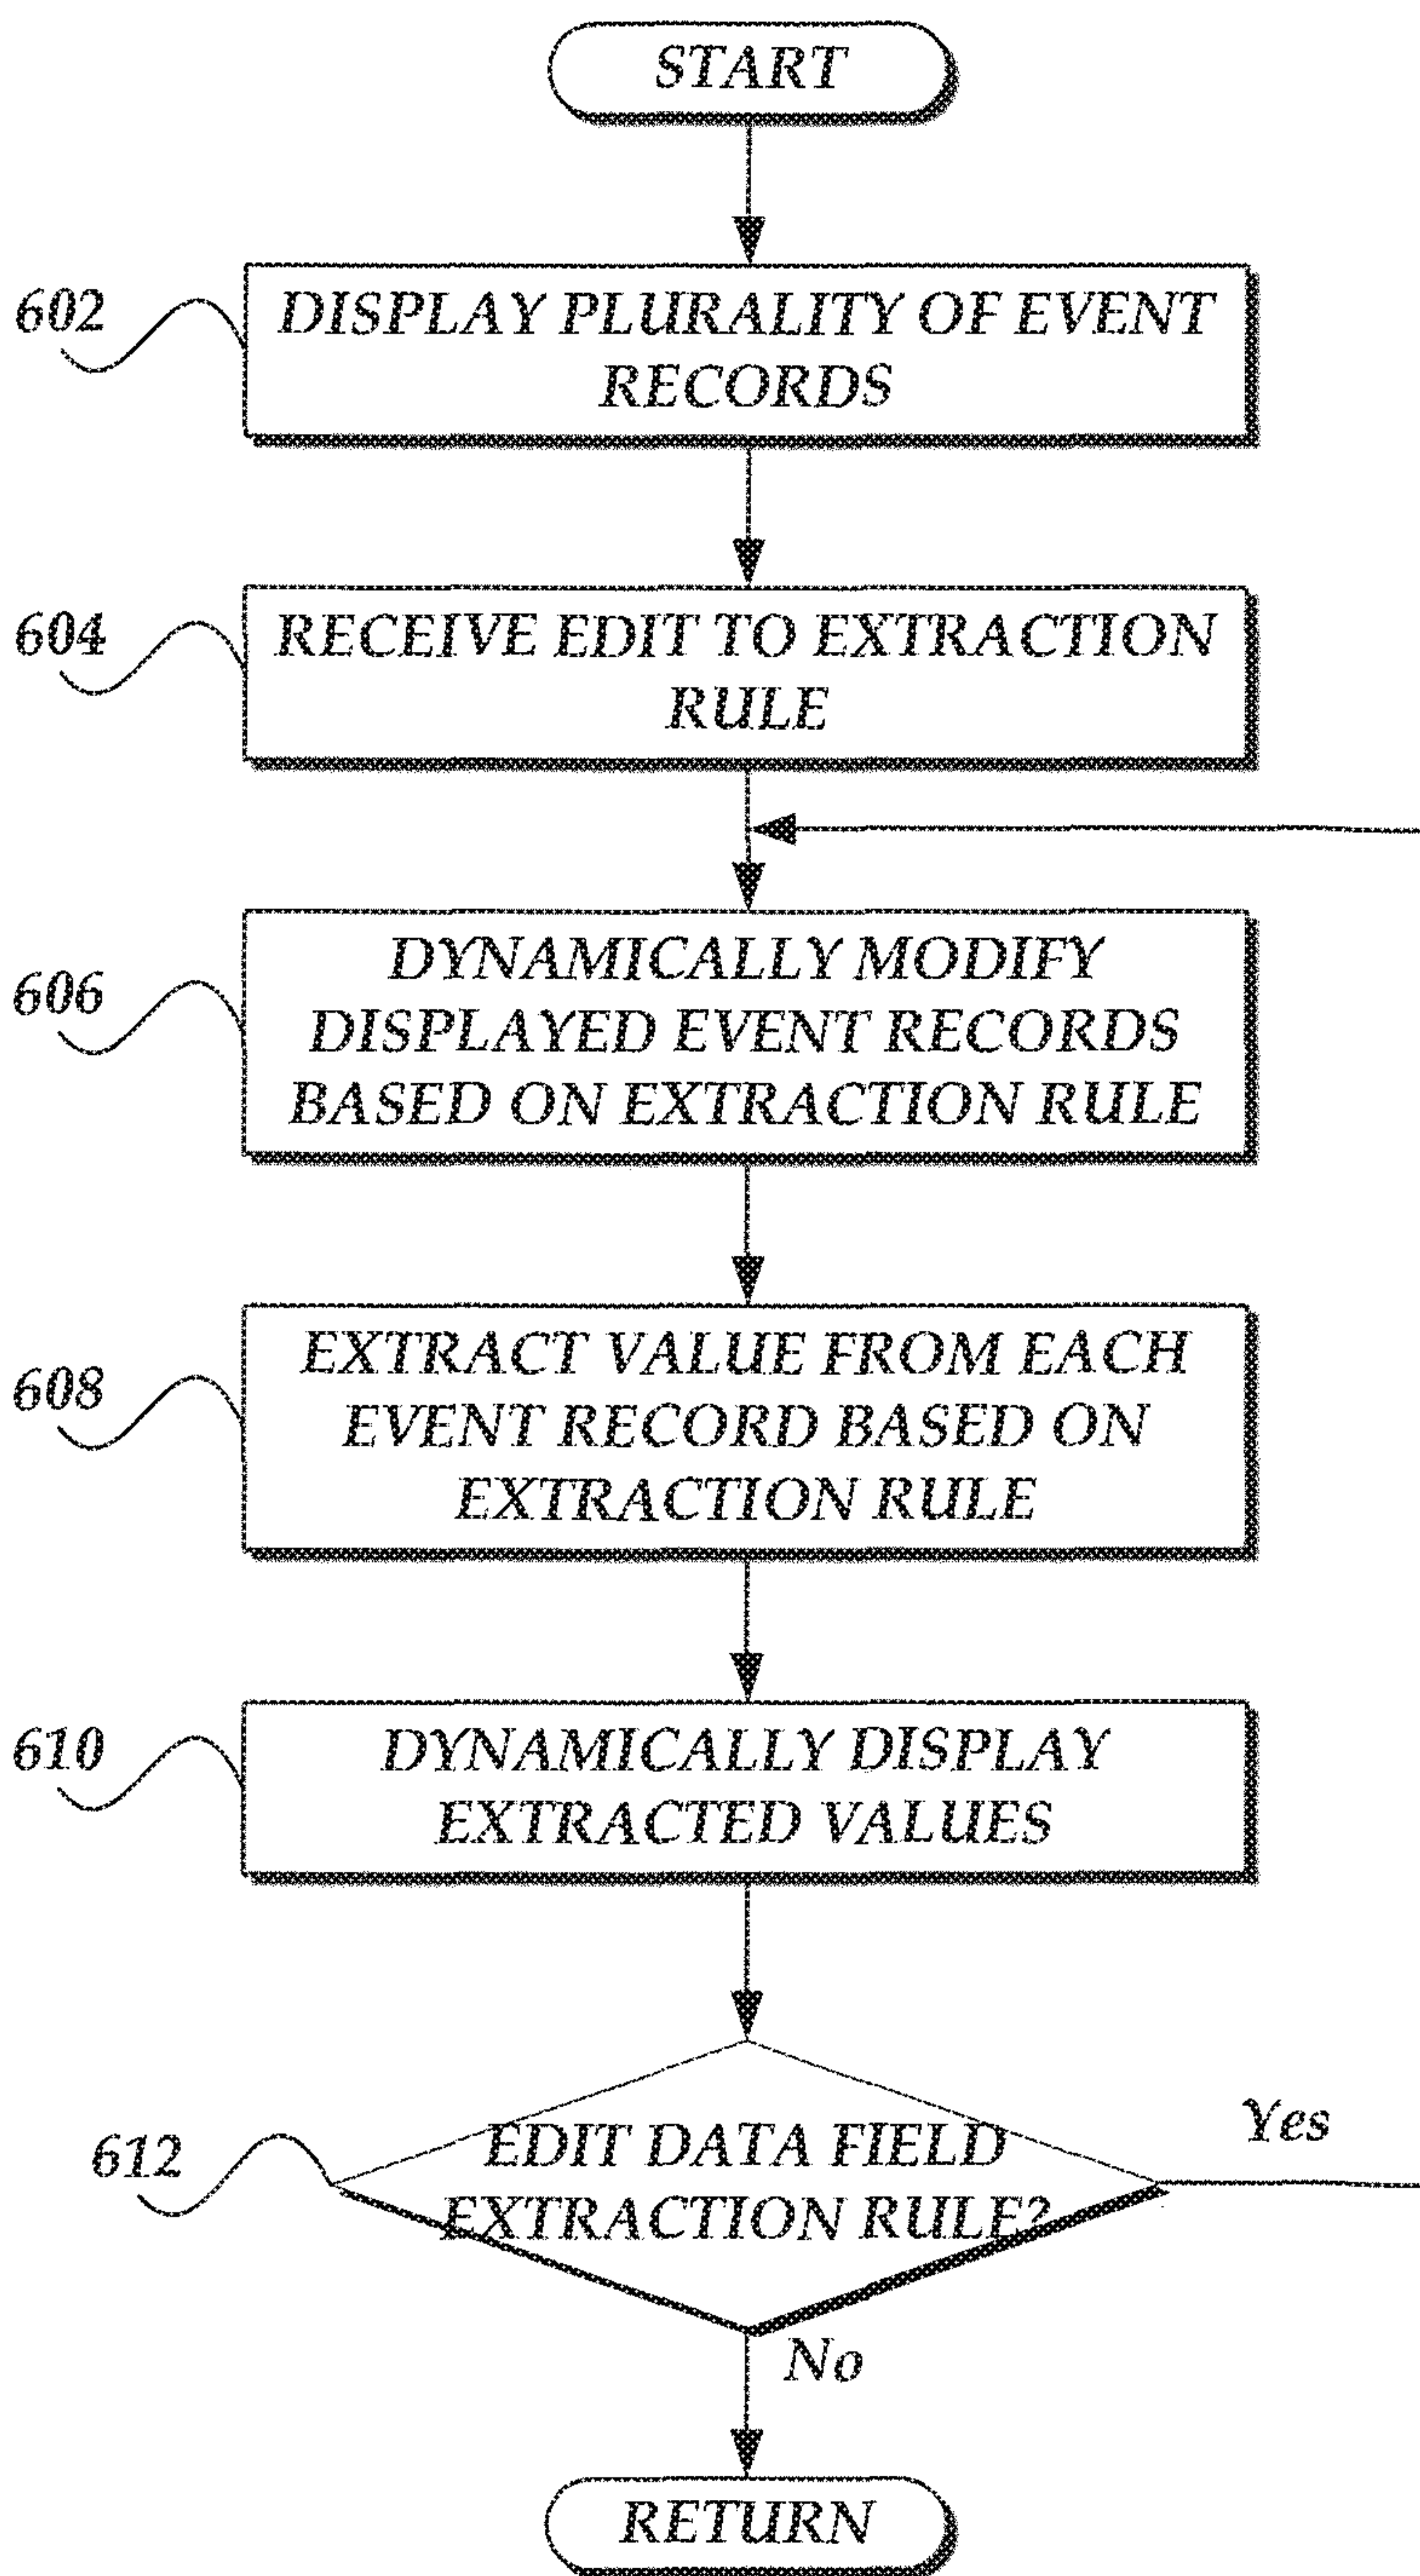 START
602
DISPLAY PLURALITY OF EVENT
RECORDS
604
RECEIVE EDIT TO EXTRACTION
RULE
606
DYNAMICALLY MODIFY
DISPLAYED EVENT RECORDS
BASED ON EXTRACTION RULE
608
EXTRACT VALUE FROM EACH
EVENT RECORD BASED ON
EXTRACTION RULE
610
DYNAMICALLY DISPLAY
EXTRACTED VALUES
612
EDIT DATA FIELD
EXTRACTION RULE?
Yes
No
RETURN